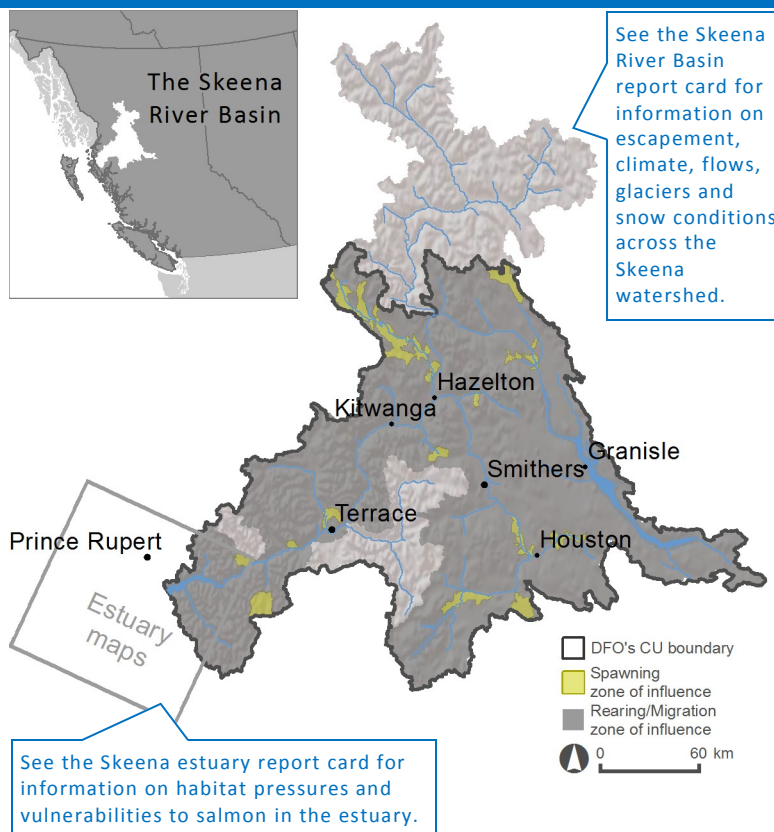 The Skeena
River Basin
See the Skeena
River Basin
report card for
information on
escapement,
climate, flows,
glaciers and
snow conditions
across the
Skeena
watershed.
Hazelton
Kitwanga
Granisle
Smithers
Terrace
Prince Rupert
Houston
Estuary
maps
DFO's CU boundary
Spawning
zone of influence
Rearing/Migration
zone of influence
0 60 km
See the Skeena estuary report card for
information on habitat pressures and
vulnerabilities to salmon in the estuary.